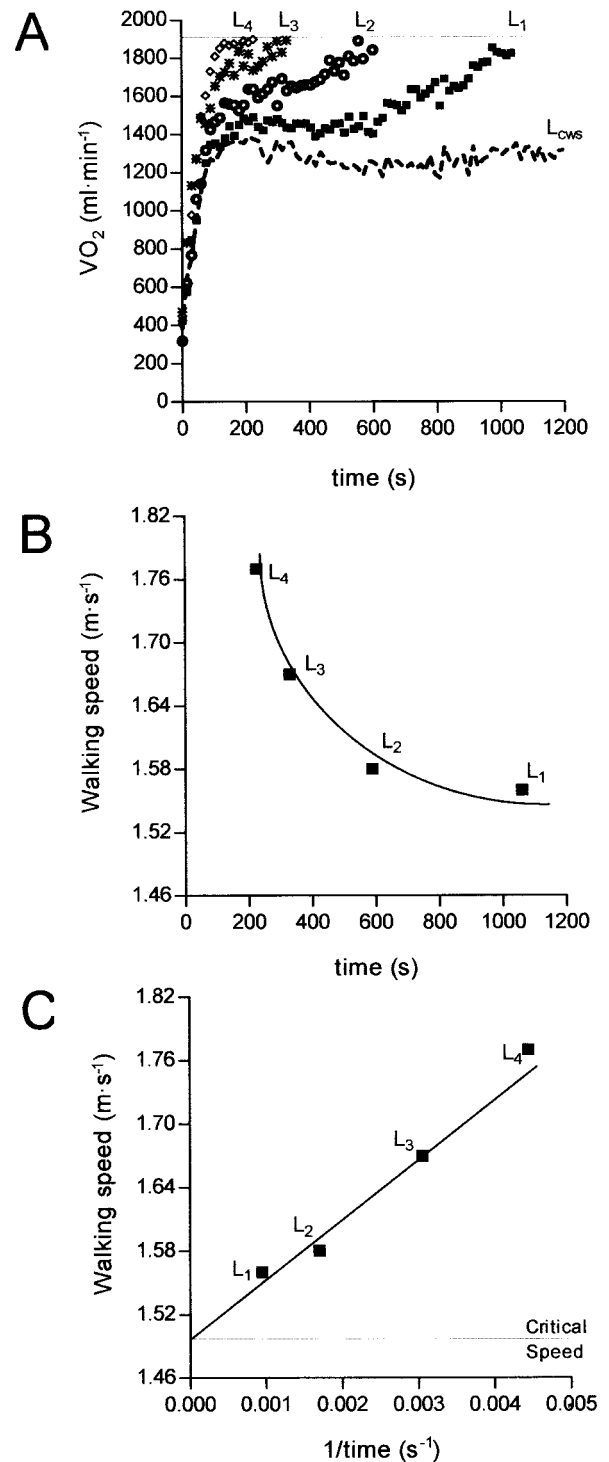 A
L4 L3 L2 L1
2000
1800
1600
1400
1200
1000
800
600
400
200
0
VO2 (ml·min-1)
LCWS
0 200 400 600 800 1000 1200
time (s)
B
1.82
1.76
1.70
1.64
1.58
1.52
1.46
Walking speed (m·s-1)
L4
L3
L2
L1
0 200 400 600 800 1000 1200
time (s)
C
1.82
1.76
1.70
1.64
1.58
1.52
1.46
Walking speed (m·s-1)
L4
L3
L2
L1
Critical
Speed
0.000 0.001 0.002 0.003 0.004 0.005
1/time (s-1)